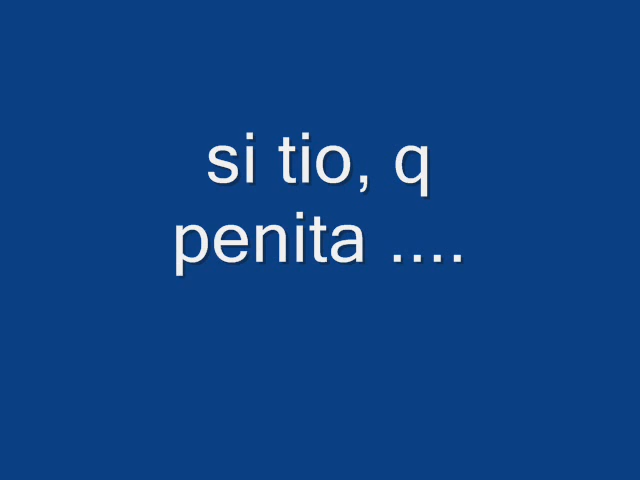 si tio, q
penita ....